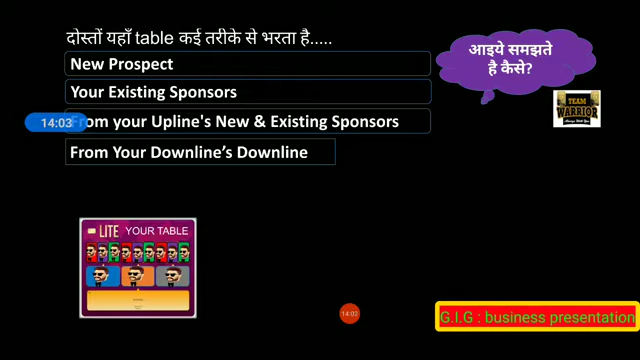 दोस्तों यहाँ table कई तरीके से भरता है.....
आइये समझते
है कैसे?
New Prospect
Your Existing Sponsors
14:03
From your Upline's New & Existing Sponsors
From Your Downline's Downline
TEAM
WARRIOR
LITE YOUR TABLE
14:03
G.I.G : business presentation